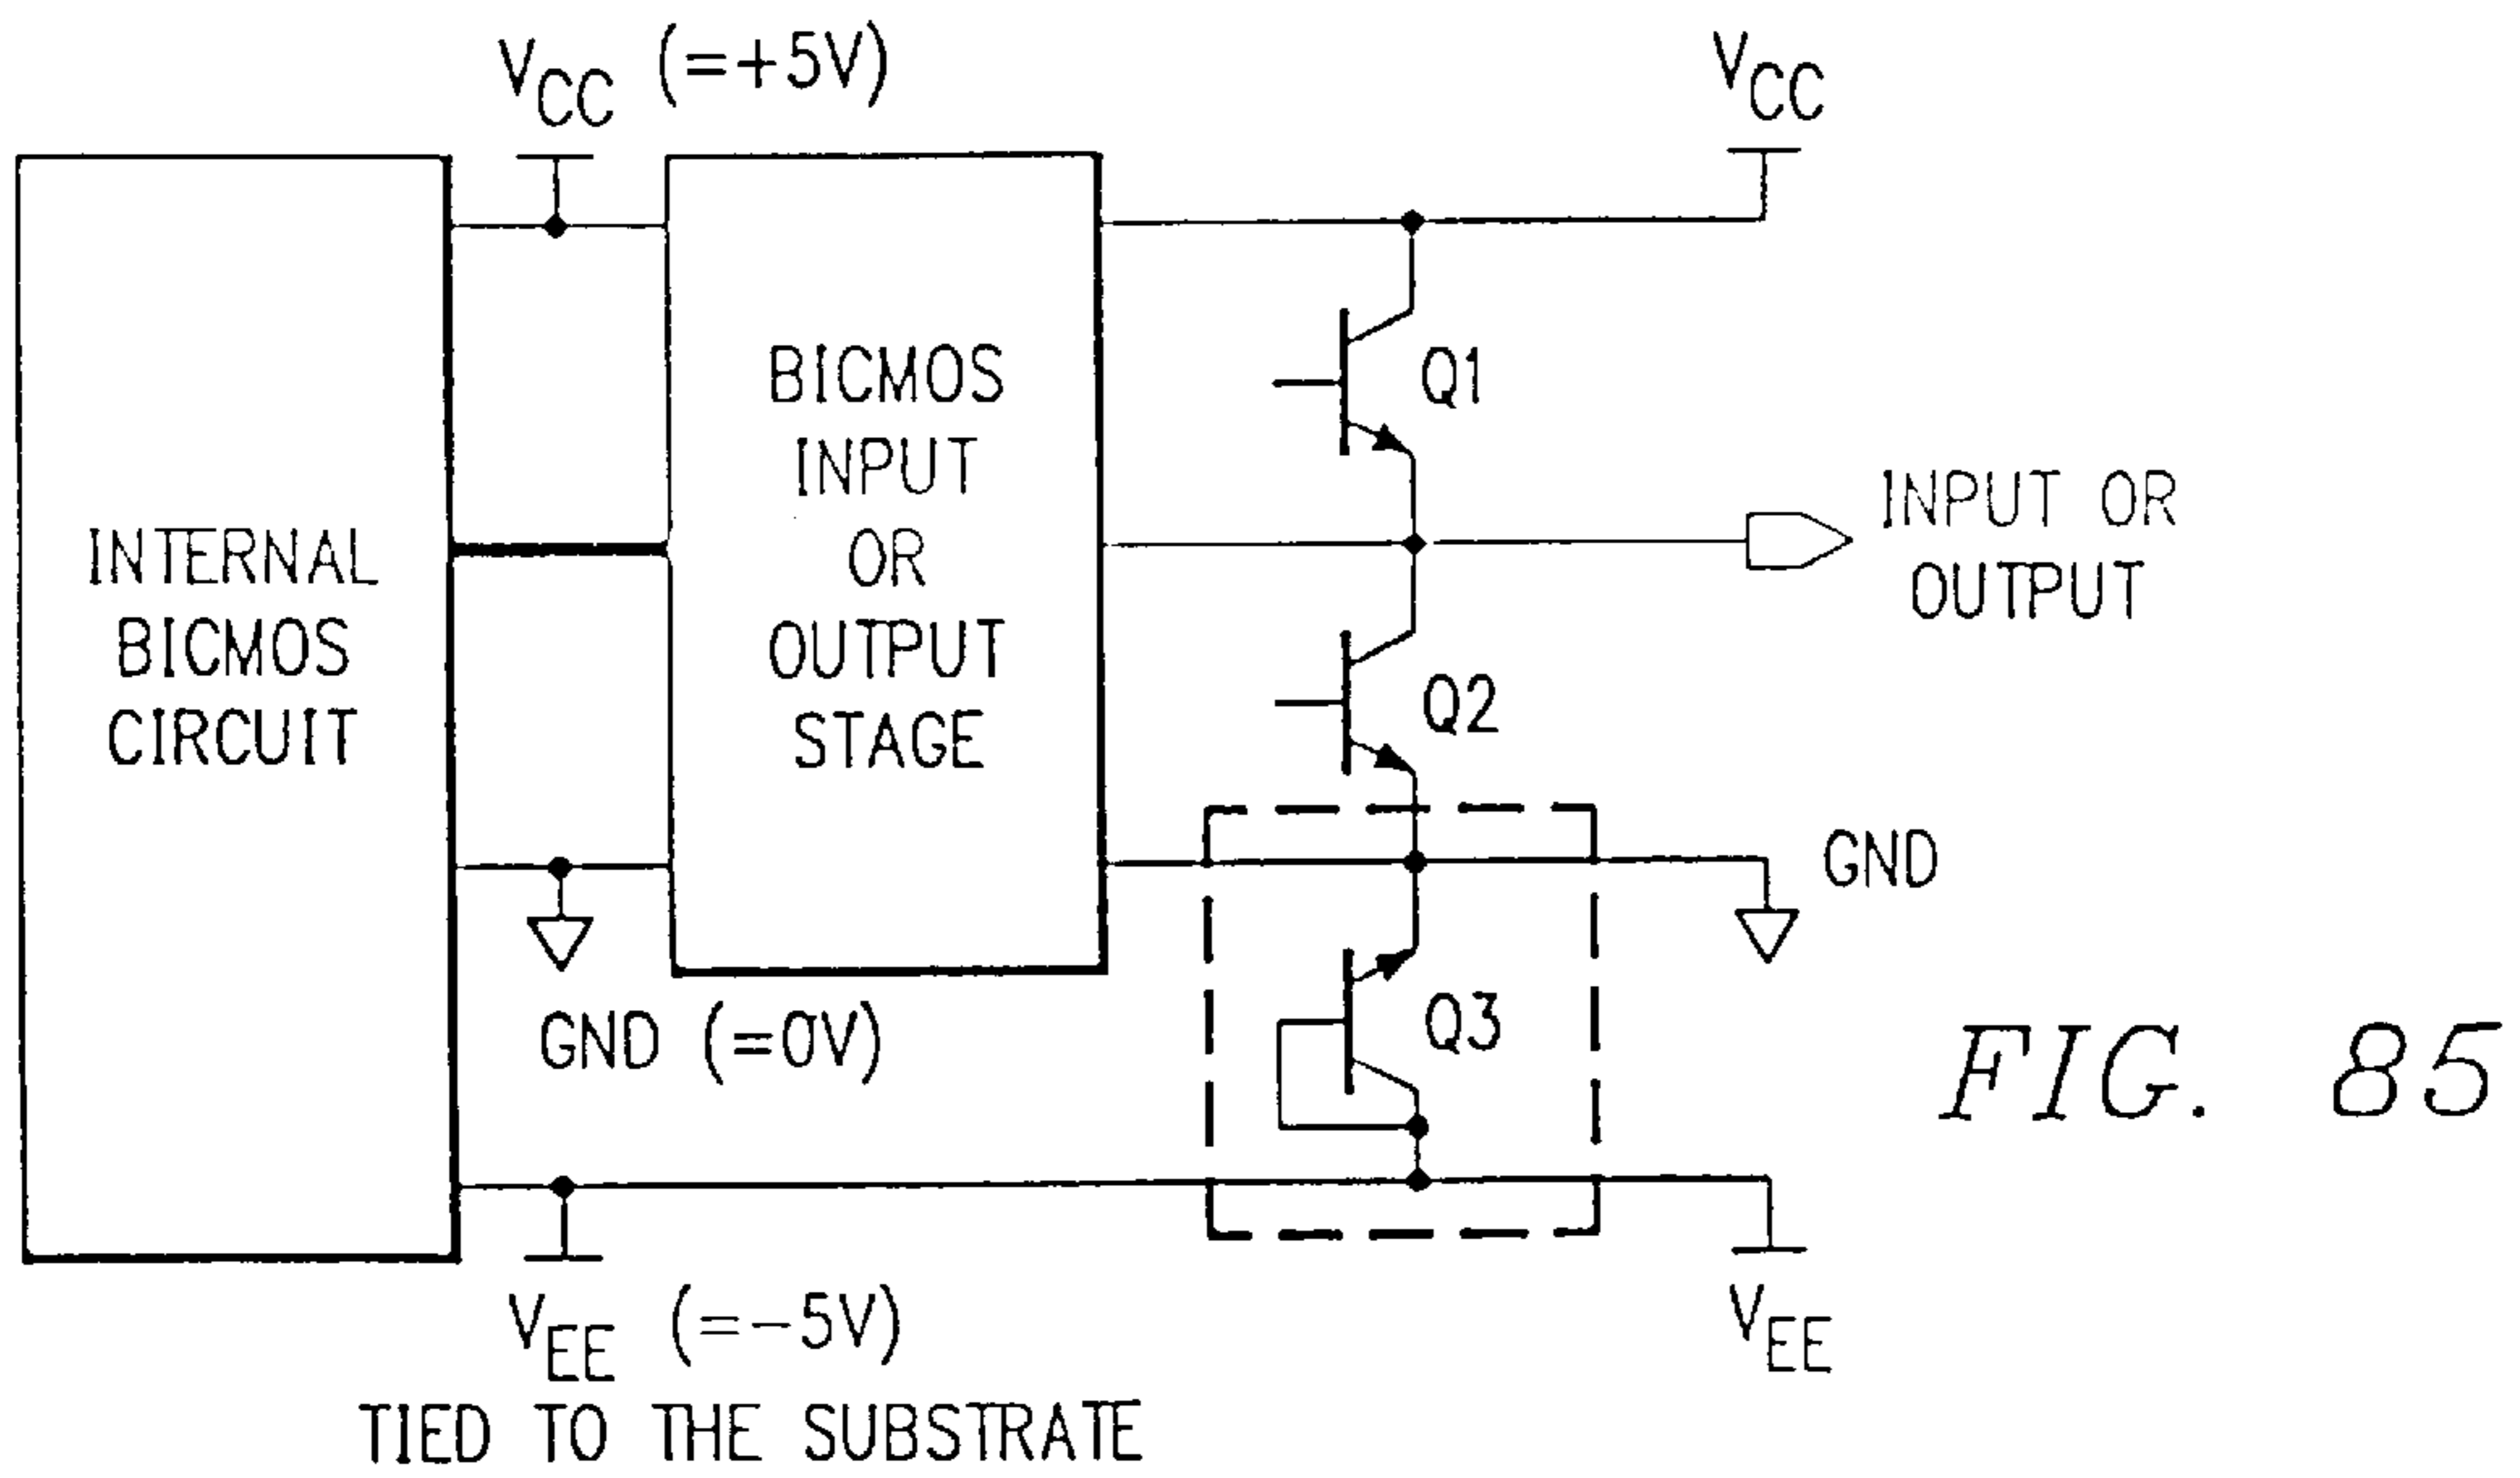 VCC (=+5V)
VCC
BICMOS
INPUT
OR
OUTPUT
STAGE
Q1
INPUT OR
OUTPUT
INTERNAL
BICMOS
CIRCUIT
Q2
GND
GND (=0V)
Q3
FIG. 85
VEE (=-5V)
VEE
TIED TO THE SUBSTRATE